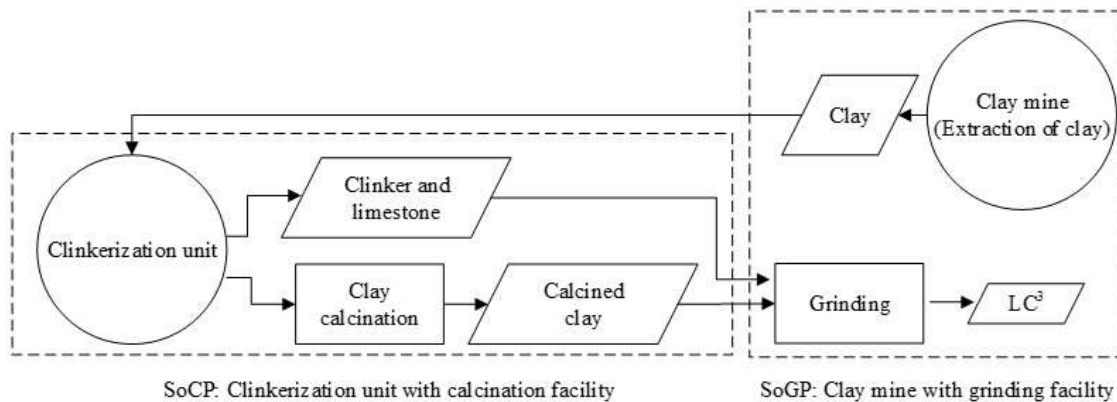 Clay mine
(Extraction of clay)
Clay
Clinkerization unit
Clinker and
limestone
Clay
calcination
Calcined
clay
Grinding
LC³
SoCP: Clinkerization unit with calcination facility
SoGP: Clay mine with grinding facility